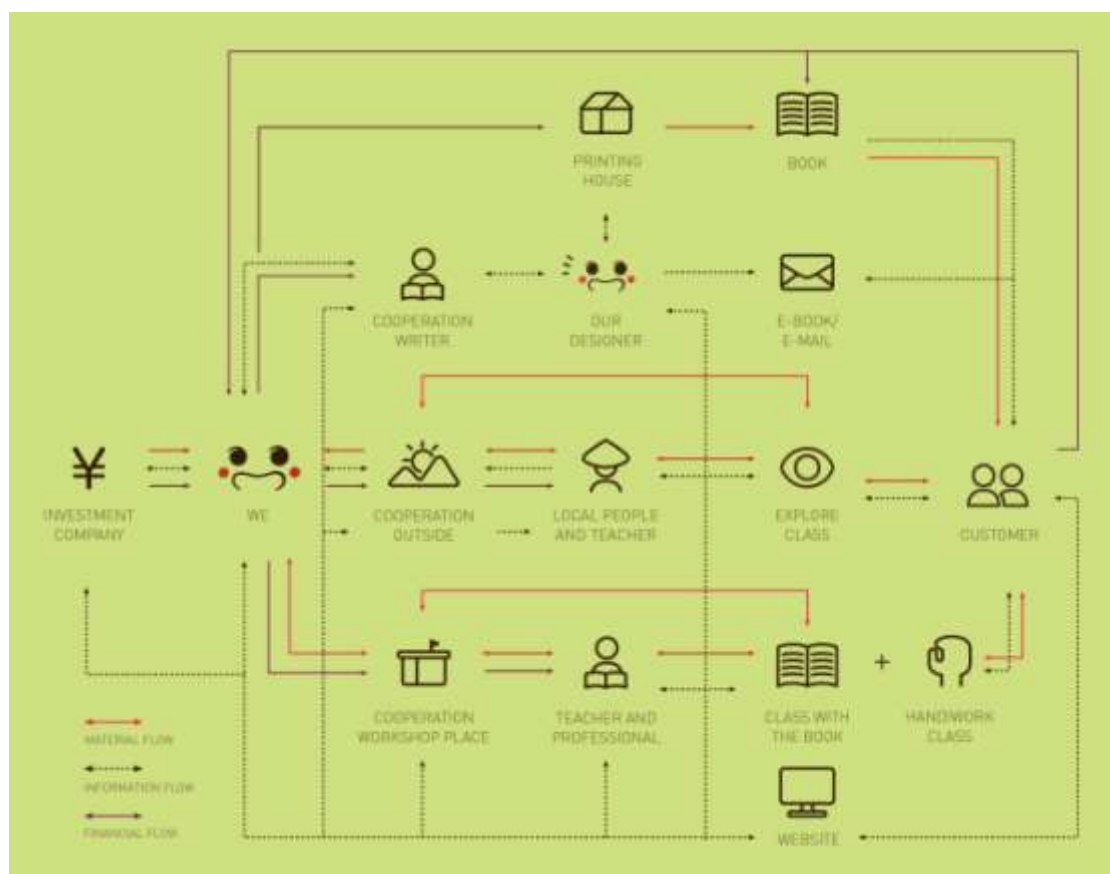 PRINTING
HOUSE
BOOK
COOPERATION
WRITER
OUR
DESIGNER
E-BOOK/
E-MAIL
¥
INVESTMENT
COMPANY
WE
COOPERATION
OUTSIDE
LOCAL PEOPLE
AND TEACHER
EXPLORE
CLASS
CUSTOMER
COOPERATION
WORKSHOP PLACE
TEACHER AND
PROFESSIONAL
CLASS WITH
THE BOOK
+
HANDIWORK
CLASS
MATERIAL FLOW
INFORMATION FLOW
FINANCIAL FLOW
WEBSITE